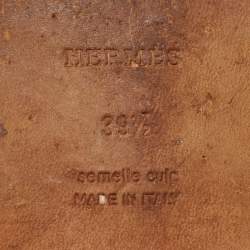 HERMES
39½
semelle cuir
MADE IN ITALY